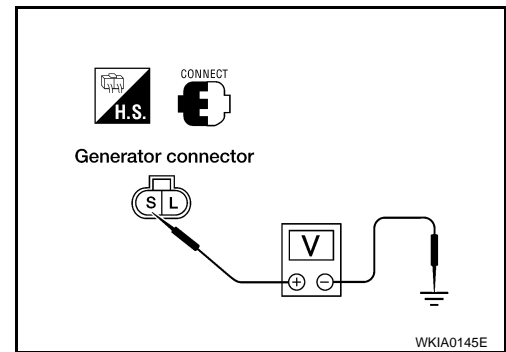 CONNECT
H.S.
Generator connector
S L
V
+ −
WKIA0145E